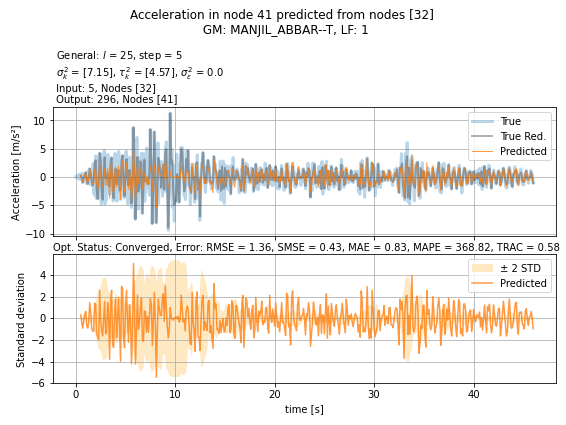 Acceleration in node 41 predicted from nodes [32]
GM: MANJIL_ABBAR--T, LF: 1
General: l = 25, step = 5
σ²ₖ = [7.15], τ²ₖ = [4.57], σ²ε = 0.0
Input: 5, Nodes [32]
Output: 296, Nodes [41]
Acceleration [m/s²]
10
5
0
−5
−10
True
True Red.
Predicted
Opt. Status: Converged, Error: RMSE = 1.36, SMSE = 0.43, MAE = 0.83, MAPE = 368.82, TRAC = 0.58
Standard deviation
4
2
0
−2
−4
−6
± 2 STD
Predicted
0 10 20 30 40
time [s]